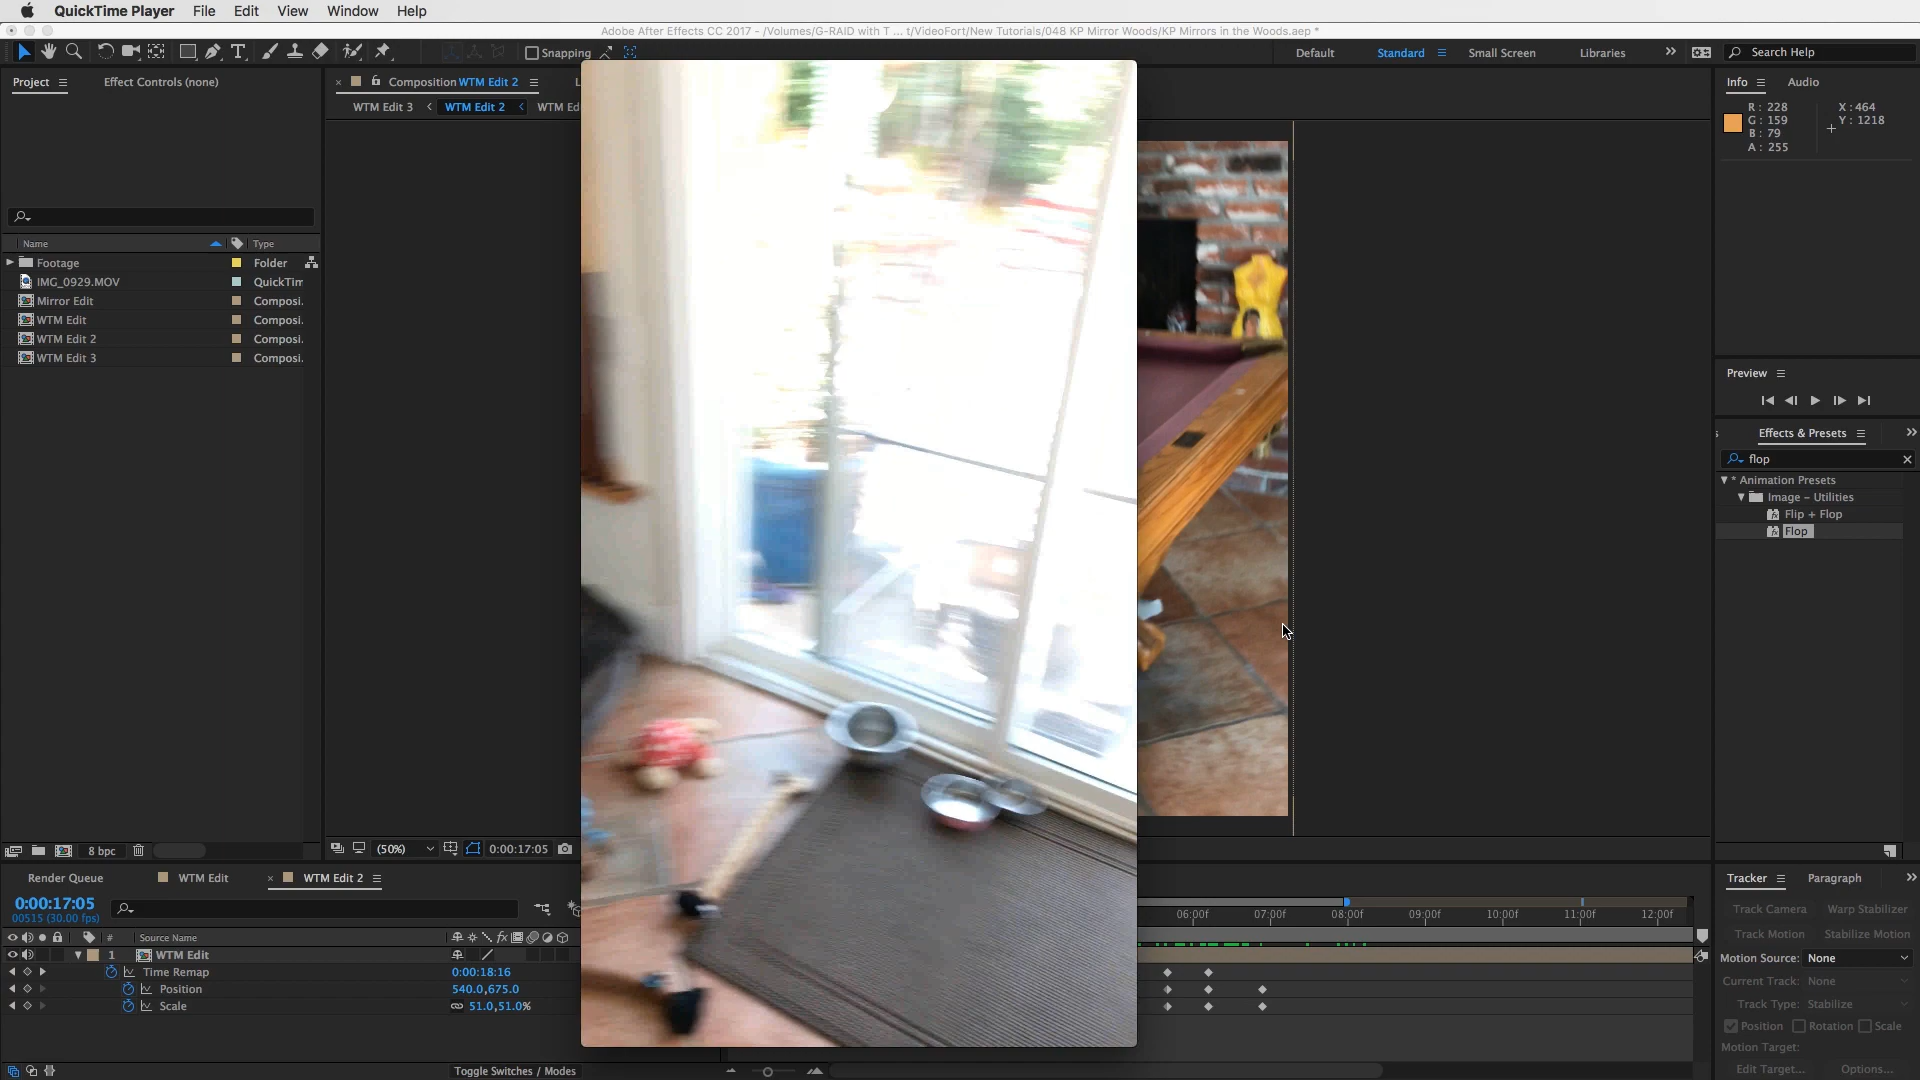 QuickTime Player File Edit View Window Help
Adobe After Effects CC 2017 - /Volumes/G-RAID with T ... t/VideoFort/New Tutorials/048 KP Mirror Woods/KP Mirrors in the Woods.aep *
Snapping
Default Standard Small Screen Libraries Search Help
Project Effect Controls (none)
Composition WTM Edit 2
WTM Edit 3 WTM Edit 2 WTM Ed
Info Audio
R: 228 X: 464
G: 159 Y: 1218
B: 79
A: 255
Name Type
Footage Folder
IMG_0929.MOV QuickTim
Mirror Edit Composi.
WTM Edit Composi.
WTM Edit 2 Composi.
WTM Edit 3 Composi.
Preview
Effects & Presets
flop
* Animation Presets
Image - Utilities
Flip + Flop
Flop
8 bpc
(50%) 0:00:17:05
Render Queue WTM Edit WTM Edit 2
0:00:17:05
00515 (30.00 fps)
06:00f 07:00f 08:00f 09:00f 10:00f 11:00f 12:00f
# Source Name
1 WTM Edit
Time Remap 0:00:18:16
Position 540.0,675.0
Scale 51.0,51.0%
Toggle Switches / Modes
Tracker Paragraph
Track Camera Warp Stabilizer
Track Motion Stabilize Motion
Motion Source: None
Current Track: None
Track Type: Stabilize
Position Rotation Scale
Motion Target:
Edit Target... Options...